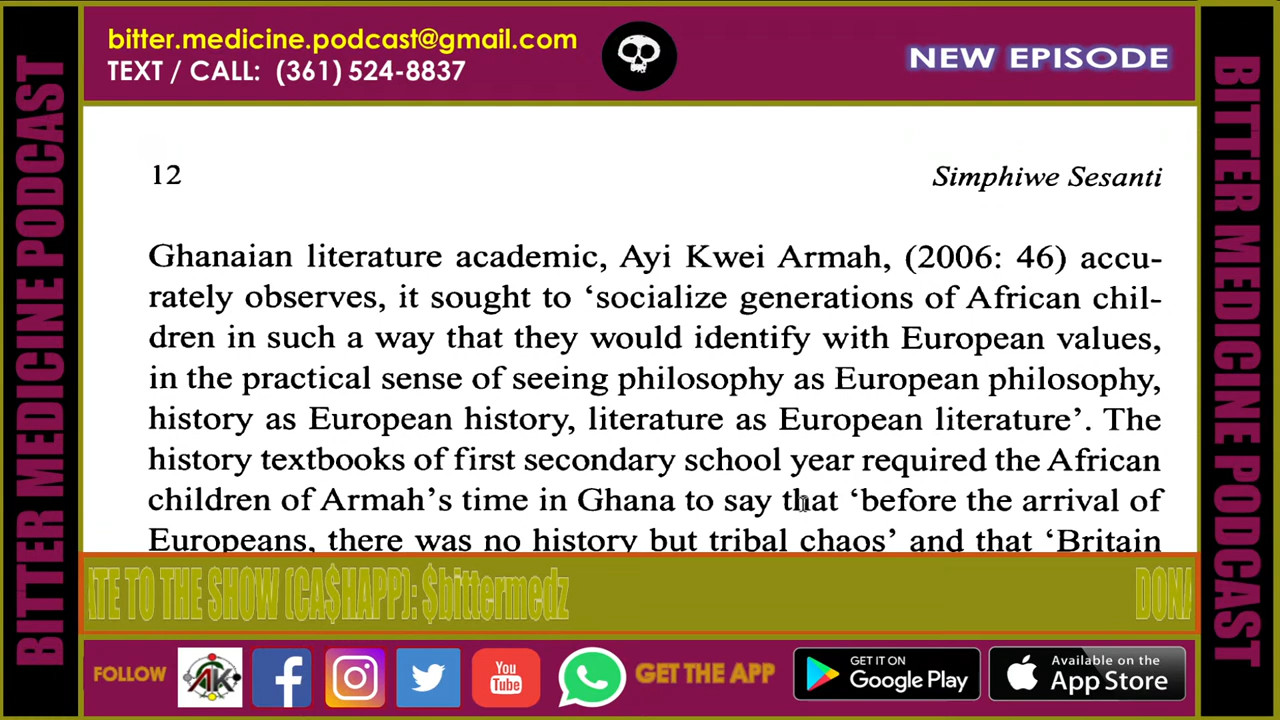 bitter.medicine.podcast@gmail.com
TEXT / CALL: (361) 524-8837
NEW EPISODE
BITTER MEDICINE PODCAST
12
Simphiwe Sesanti
Ghanaian literature academic, Ayi Kwei Armah, (2006: 46) accu-
rately observes, it sought to ‘socialize generations of African chil-
dren in such a way that they would identify with European values,
in the practical sense of seeing philosophy as European philosophy,
history as European history, literature as European literature’. The
history textbooks of first secondary school year required the African
children of Armah’s time in Ghana to say that ‘before the arrival of
Europeans, there was no history but tribal chaos’ and that ‘Britain
BITTER MEDICINE PODCAST
ATE TO THE SHOW (CA$HAPP): $bittermedz
DONA
FOLLOW
ATK
You
Tube
GET THE APP
GET IT ON
Google Play
Available on the
App Store